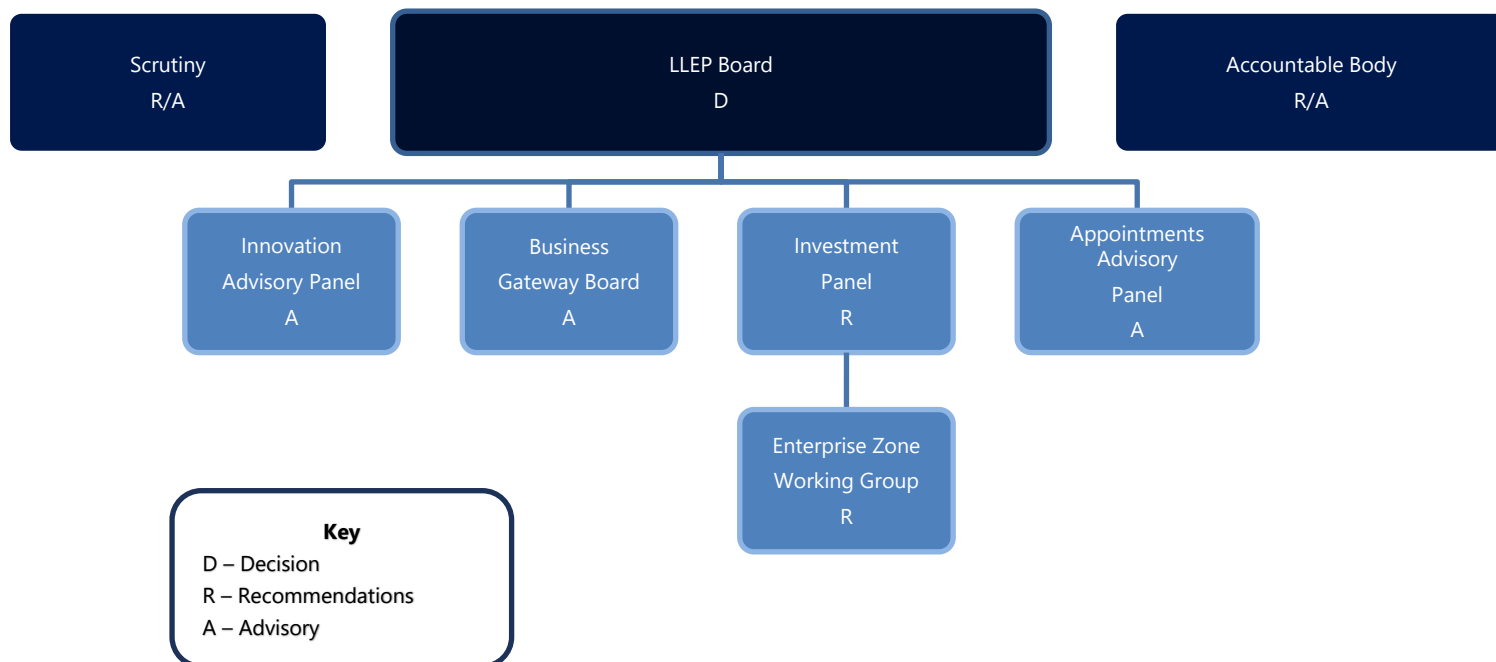 Scrutiny
R/A
LLEP Board
D
Accountable Body
R/A
Innovation
Advisory Panel
A
Business
Gateway Board
A
Investment
Panel
R
Appointments
Advisory
Panel
A
Enterprise Zone
Working Group
R
Key
D – Decision
R – Recommendations
A – Advisory